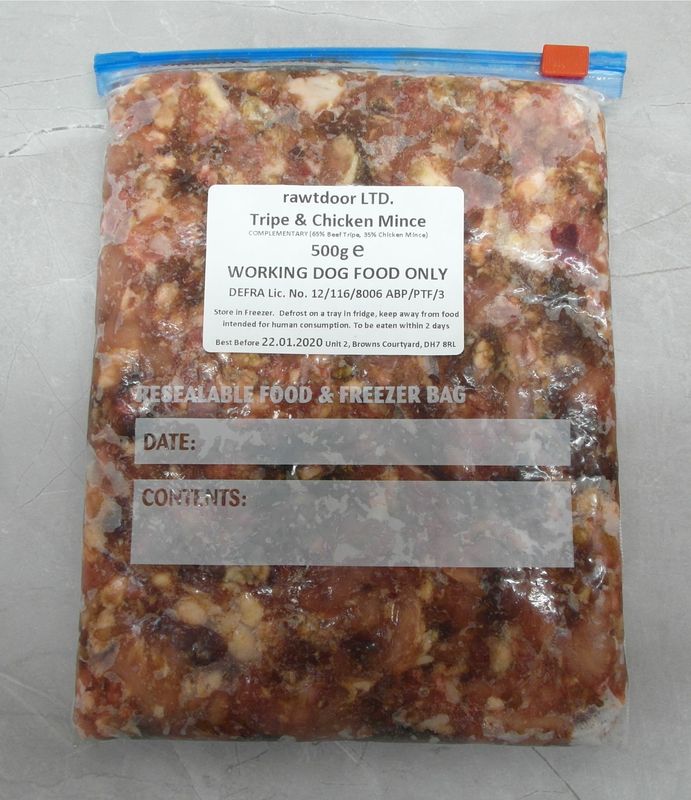 rawtdoor LTD.
Tripe & Chicken Mince
COMPLEMENTARY (65% Beef Tripe, 35% Chicken Mince)
500g ℮
WORKING DOG FOOD ONLY
DEFRA Lic. No. 12/116/8006 ABP/PTF/3
Store in Freezer. Defrost on a tray in fridge, keep away from food
intended for human consumption. To be eaten within 2 days
Best Before 22.01.2020 Unit 2, Browns Courtyard, DH7 8RL
RESEALABLE FOOD & FREEZER BAG
DATE:
CONTENTS: